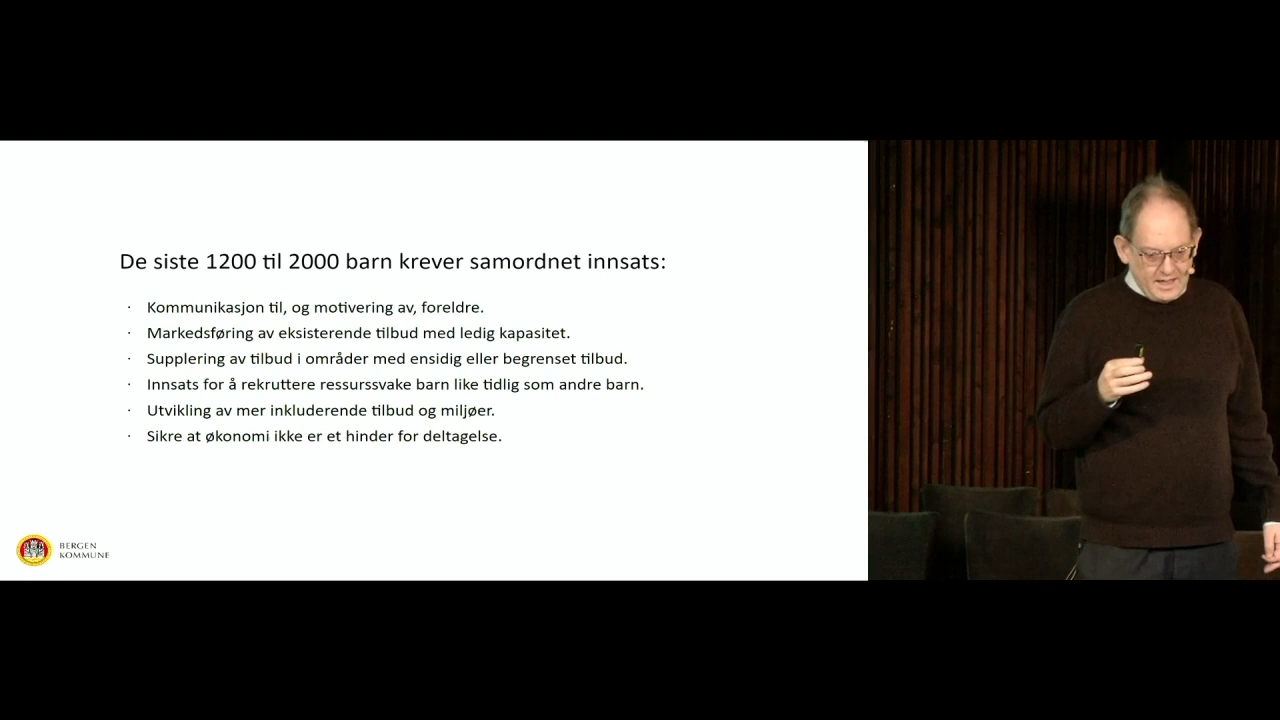 De siste 1200 til 2000 barn krever samordnet innsats:
· Kommunikasjon til, og motivering av, foreldre.
· Markedsføring av eksisterende tilbud med ledig kapasitet.
· Supplering av tilbud i områder med ensidig eller begrenset tilbud.
· Innsats for å rekruttere ressurssvake barn like tidlig som andre barn.
· Utvikling av mer inkluderende tilbud og miljøer.
· Sikre at økonomi ikke er et hinder for deltagelse.
BERGEN
KOMMUNE